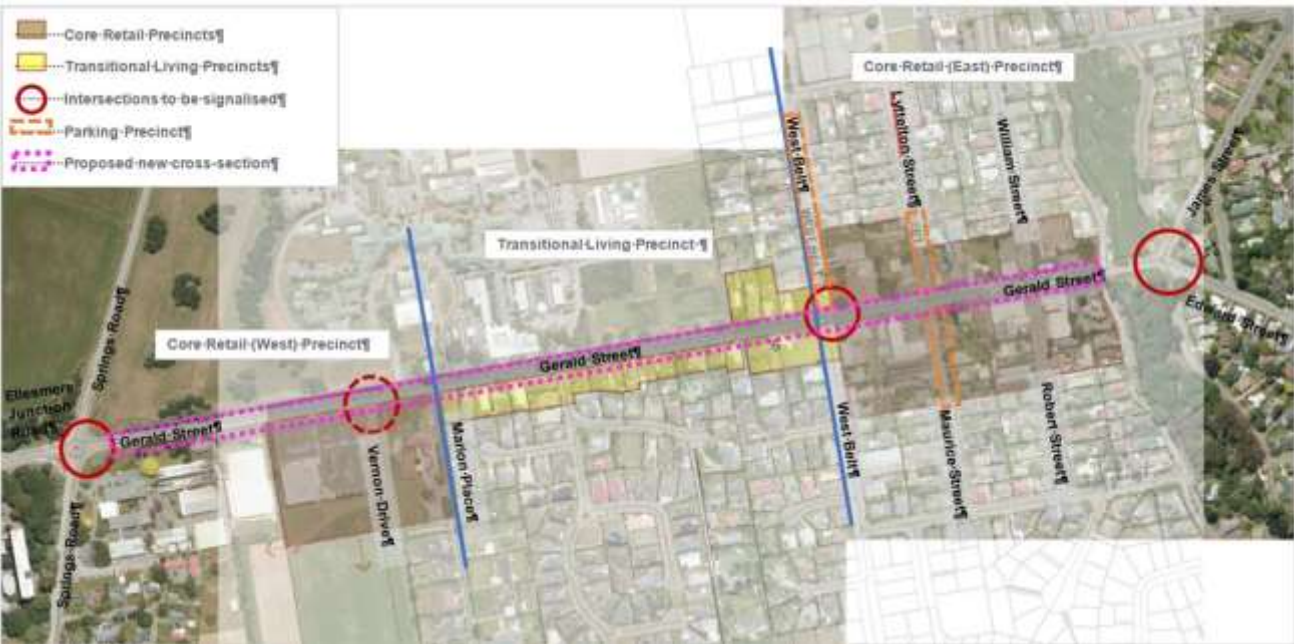 Core·Retail·Precincts¶
Transitional·Living·Precincts¶
Intersections·to·be·signalised¶
Parking·Precinct¶
Proposed·new·cross-section¶
Core·Retail·(East)·Precinct¶
Transitional·Living·Precinct·¶
Core·Retail·(West)·Precinct¶
West·Belt¶
Lyttelton·Street¶
William·Street¶
James·Street¶
Edward·Street¶
Gerald·Street¶
Gerald·Street¶
Gerald·Street¶
Springs·Road¶
Ellesmere
Junction
Road¶
Springs·Road¶
Vernon·Drive¶
Marion·Place¶
West·Belt¶
Maurice·Street¶
Robert·Street¶